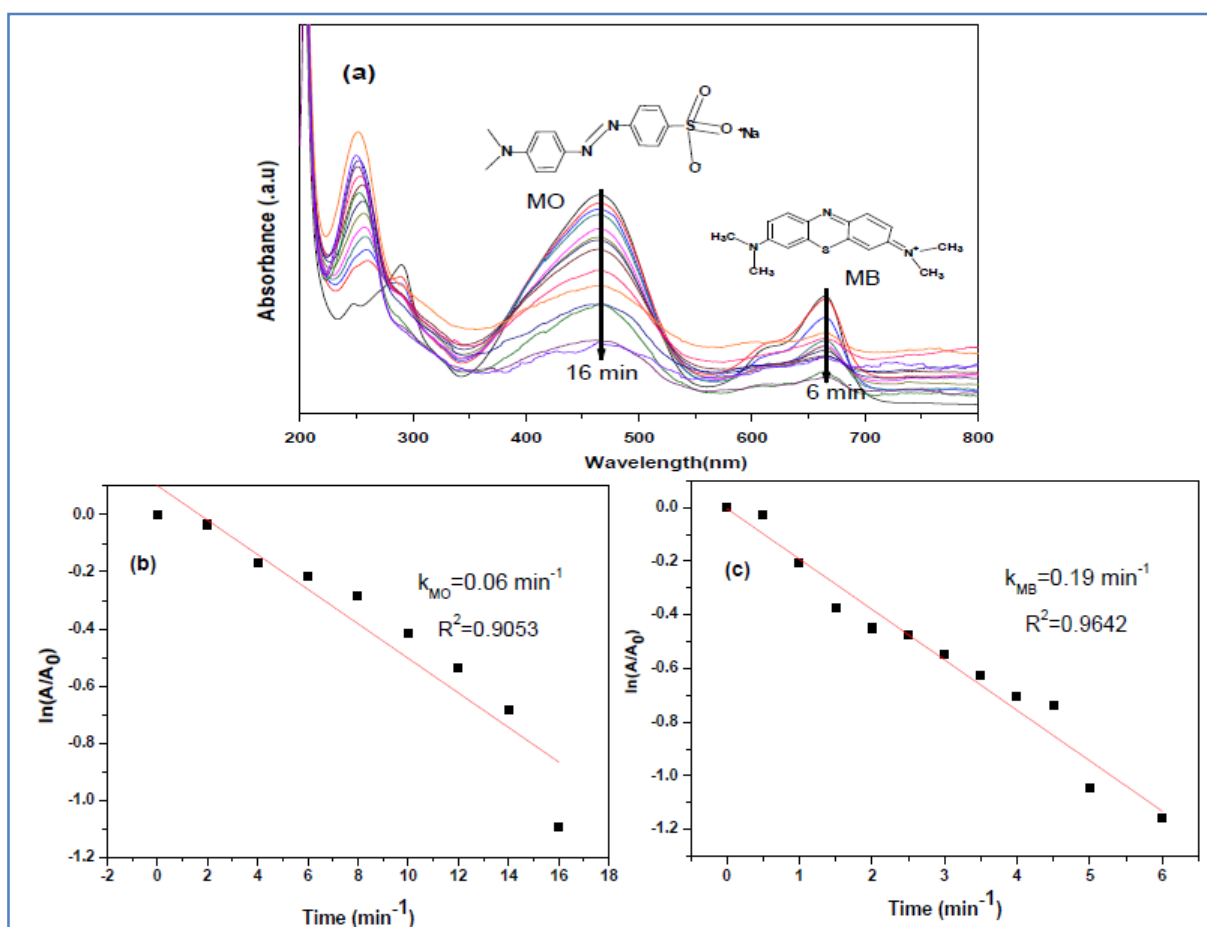 (a)
Absorbance (.a.u)
N
N
N
S
O
O
O-
+Na
MO
16 min
N
H3C
N
CH3
S
N+
CH3
CH3
MB
6 min
200 300 400 500 600 700 800
Wavelength(nm)
(b)
ln(A/A0)
0.0
-0.2
-0.4
-0.6
-0.8
-1.0
-1.2
kMO=0.06 min-1
R2=0.9053
-2 0 2 4 6 8 10 12 14 16 18
Time (min-1)
(c)
ln(A/A0)
0.0
-0.2
-0.4
-0.6
-0.8
-1.0
-1.2
kMB=0.19 min-1
R2=0.9642
0 1 2 3 4 5 6
Time (min-1)